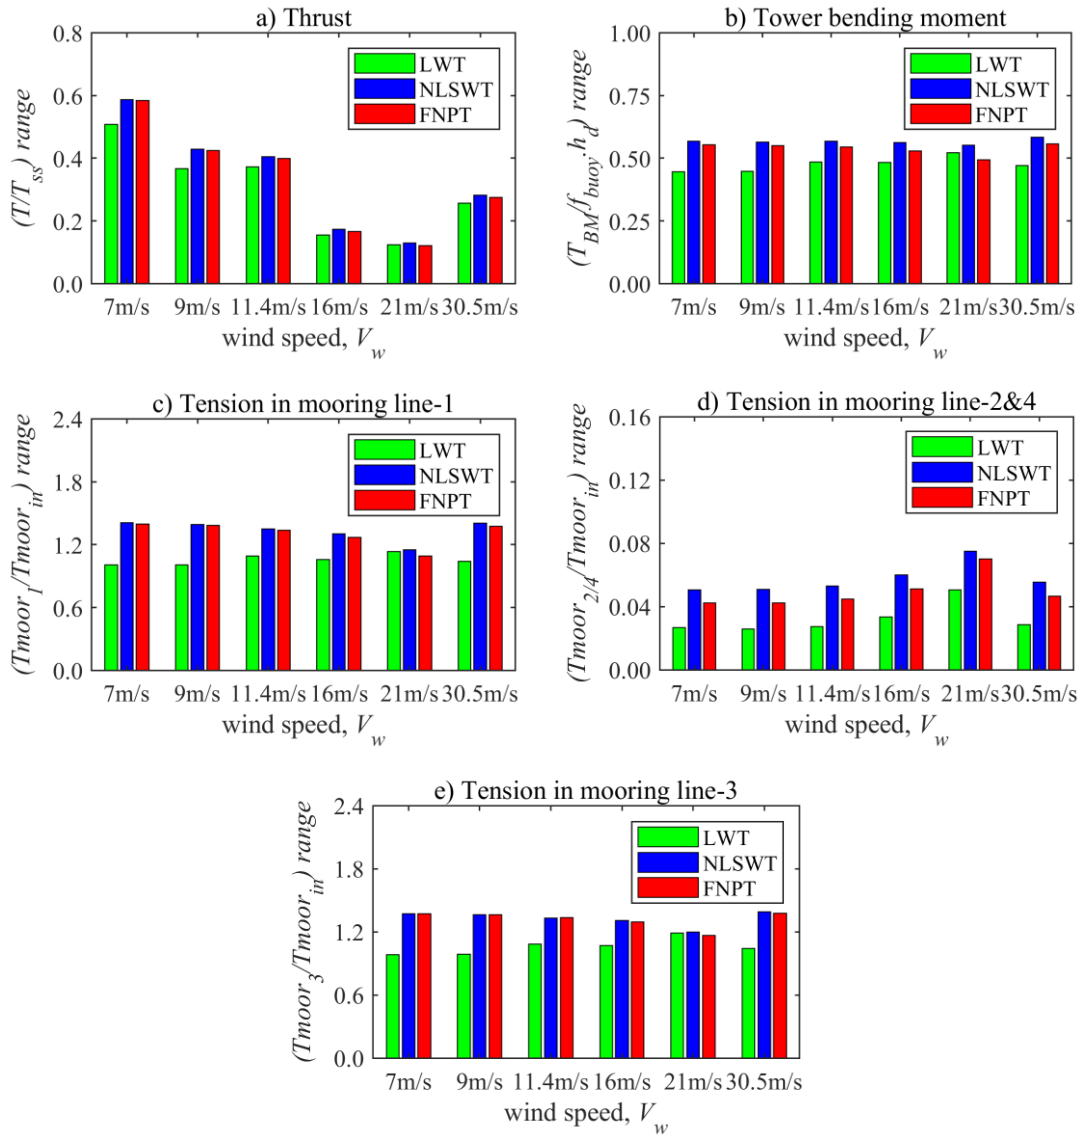 a) Thrust
(T/T_ss) range
0.8
0.6
0.4
0.2
0.0
LWT
NLSWT
FNPT
7m/s 9m/s 11.4m/s 16m/s 21m/s 30.5m/s
wind speed, V_w
b) Tower bending moment
(T_BM/f_buoy.h_d) range
1.00
0.75
0.50
0.25
0.00
LWT
NLSWT
FNPT
7m/s 9m/s 11.4m/s 16m/s 21m/s 30.5m/s
wind speed, V_w
c) Tension in mooring line-1
(Tmoor_1/Tmoor_in) range
2.4
1.8
1.2
0.6
0.0
LWT
NLSWT
FNPT
7m/s 9m/s 11.4m/s 16m/s 21m/s 30.5m/s
wind speed, V_w
d) Tension in mooring line-2&4
(Tmoor_2/4/Tmoor_in) range
0.16
0.12
0.08
0.04
0.00
LWT
NLSWT
FNPT
7m/s 9m/s 11.4m/s 16m/s 21m/s 30.5m/s
wind speed, V_w
e) Tension in mooring line-3
(Tmoor_3/Tmoor_in) range
2.4
1.8
1.2
0.6
0.0
LWT
NLSWT
FNPT
7m/s 9m/s 11.4m/s 16m/s 21m/s 30.5m/s
wind speed, V_w